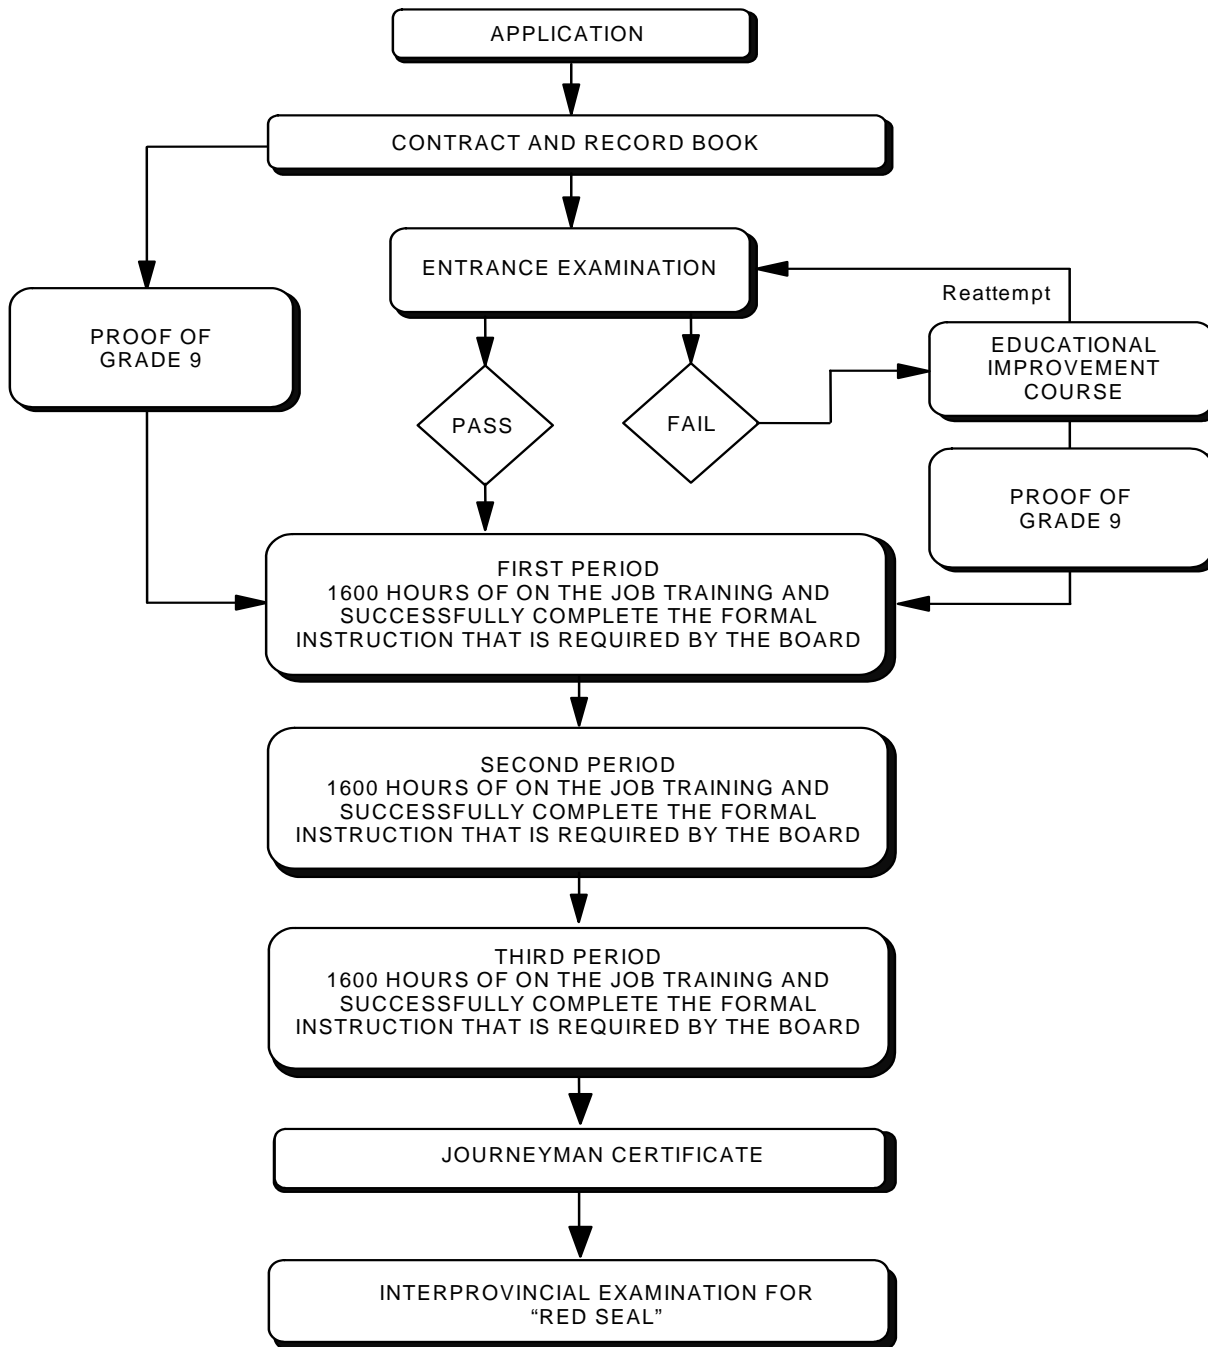 APPLICATION
CONTRACT AND RECORD BOOK
ENTRANCE EXAMINATION
Reattempt
PROOF OF
GRADE 9
EDUCATIONAL
IMPROVEMENT
COURSE
PASS
FAIL
PROOF OF
GRADE 9
FIRST PERIOD
1600 HOURS OF ON THE JOB TRAINING AND
SUCCESSFULLY COMPLETE THE FORMAL
INSTRUCTION THAT IS REQUIRED BY THE BOARD
SECOND PERIOD
1600 HOURS OF ON THE JOB TRAINING AND
SUCCESSFULLY COMPLETE THE FORMAL
INSTRUCTION THAT IS REQUIRED BY THE BOARD
THIRD PERIOD
1600 HOURS OF ON THE JOB TRAINING AND
SUCCESSFULLY COMPLETE THE FORMAL
INSTRUCTION THAT IS REQUIRED BY THE BOARD
JOURNEYMAN CERTIFICATE
INTERPROVINCIAL EXAMINATION FOR
“RED SEAL”